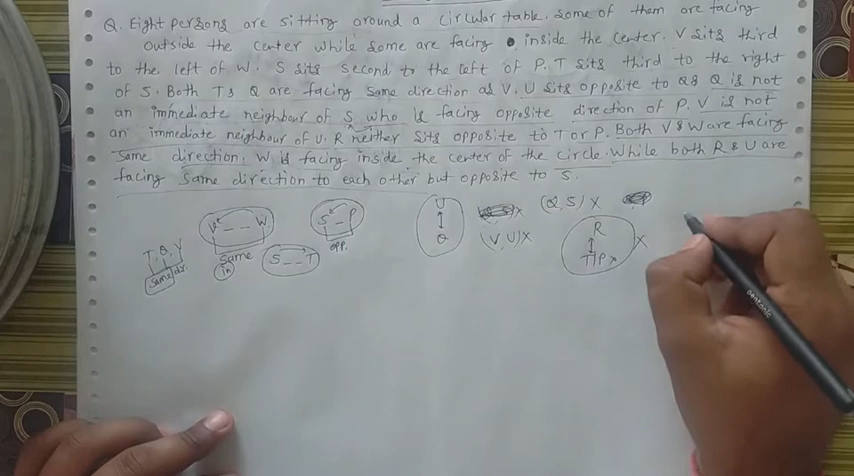 Q. Eight persons are sitting around a circular table. Some of them are facing
outside the center while some are facing inside the center. V sits third
to the left of W. S sits second to the left of P. T sits third to the right
of S. Both T & Q are facing same direction as V. U sits opposite to Q & Q is not
an immediate neighbour of S who is facing opposite direction of P. V is not
an immediate neighbour of U. R neither sits opposite to T or P. Both V & W are facing
same direction. W is facing inside the center of the circle. While both R & U are
facing same direction to each other but opposite to S.
T, Q, V
same dir.
V _ _ W
same
in
S _ P
opp.
S _ _ T
U
Q
(V, U) X
(Q, S) X
R
T/P X
X
dentonic